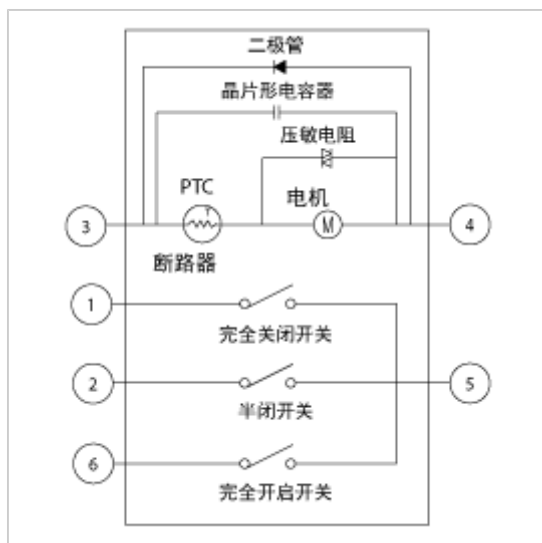 二极管
晶片形电容器
压敏电阻
PTC
电机
3
M
4
断路器
1
完全关闭开关
2
5
半闭开关
6
完全开启开关